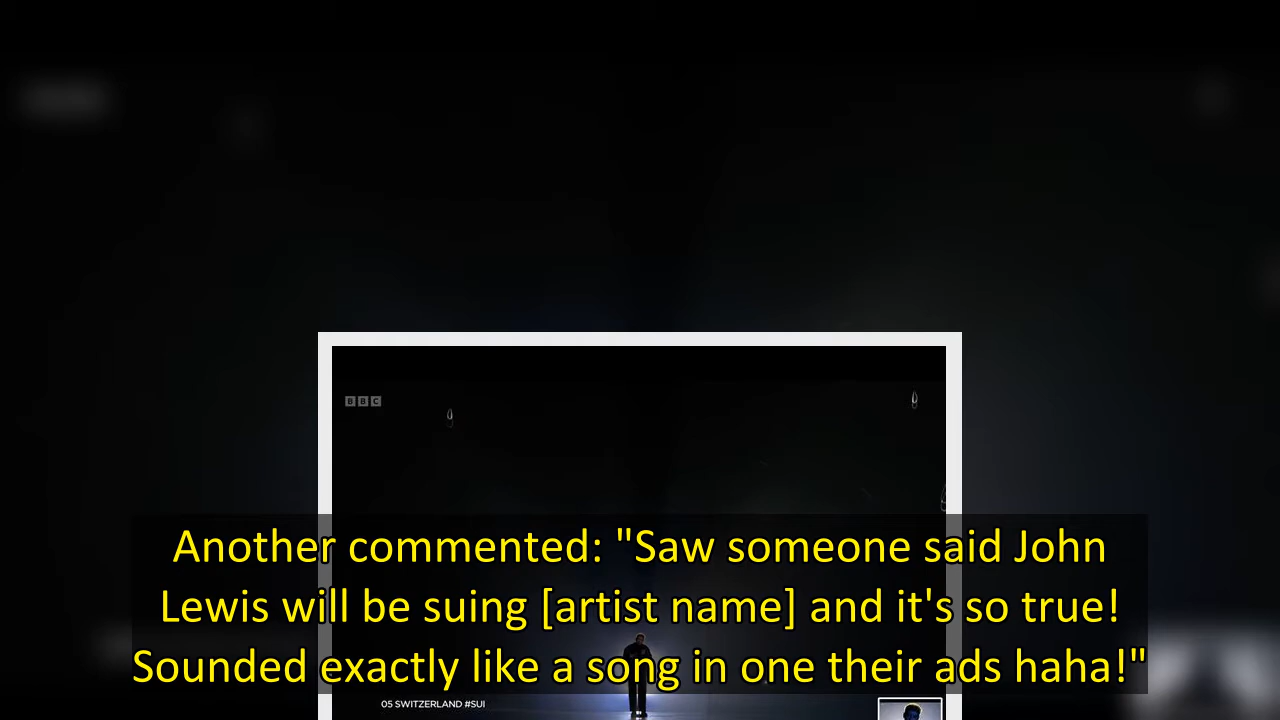 BBC
Another commented: "Saw someone said John
Lewis will be suing [artist name] and it's so true!
Sounded exactly like a song in one their ads haha!"
05 SWITZERLAND #SUI